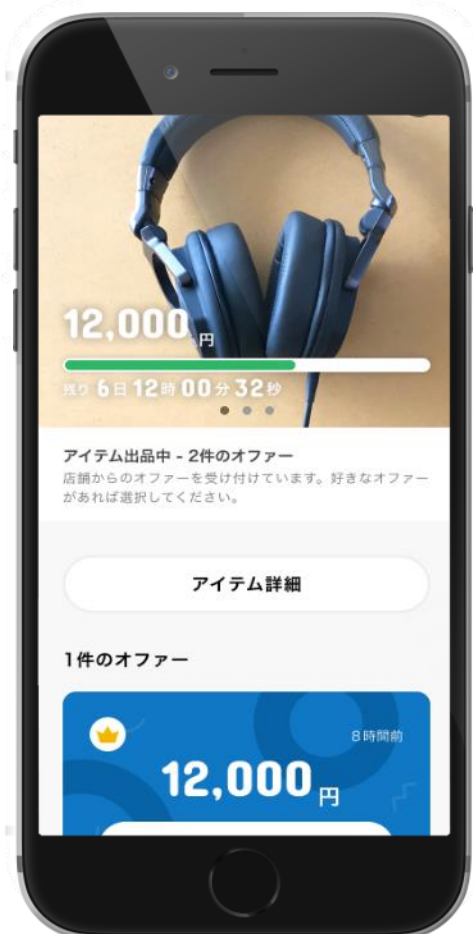 12,000円
残り 6日 12時 00分 32秒
アイテム出品中 - 2件のオファー
店舗からのオファーを受け付けています。好きなオファー
があれば選択してください。
アイテム詳細
1件のオファー
8時間前
12,000円